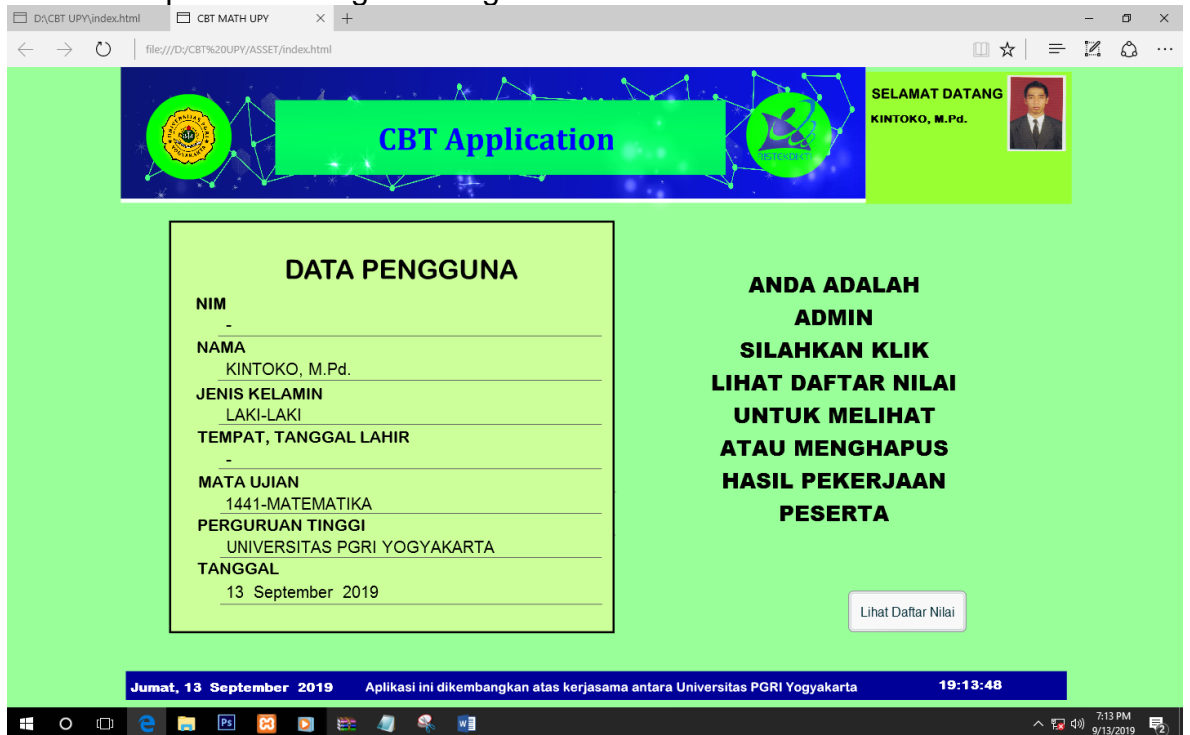 D:\CBT UPY\index.html
CBT MATH UPY
file:///D:/CBT%20UPY/ASSET/index.html
CBT Application
RISTEKDIKTI
SELAMAT DATANG
KINTOKO, M.Pd.
DATA PENGGUNA
NIM
-
NAMA
KINTOKO, M.Pd.
JENIS KELAMIN
LAKI-LAKI
TEMPAT, TANGGAL LAHIR
-
MATA UJIAN
1441-MATEMATIKA
PERGURUAN TINGGI
UNIVERSITAS PGRI YOGYAKARTA
TANGGAL
13 September 2019
ANDA ADALAH
ADMIN
SILAHKAN KLIK
LIHAT DAFTAR NILAI
UNTUK MELIHAT
ATAU MENGHAPUS
HASIL PEKERJAAN
PESERTA
Lihat Daftar Nilai
Jumat, 13 September 2019 Aplikasi ini dikembangkan atas kerjasama antara Universitas PGRI Yogyakarta 19:13:48
Ps
7:13 PM
9/13/2019
2